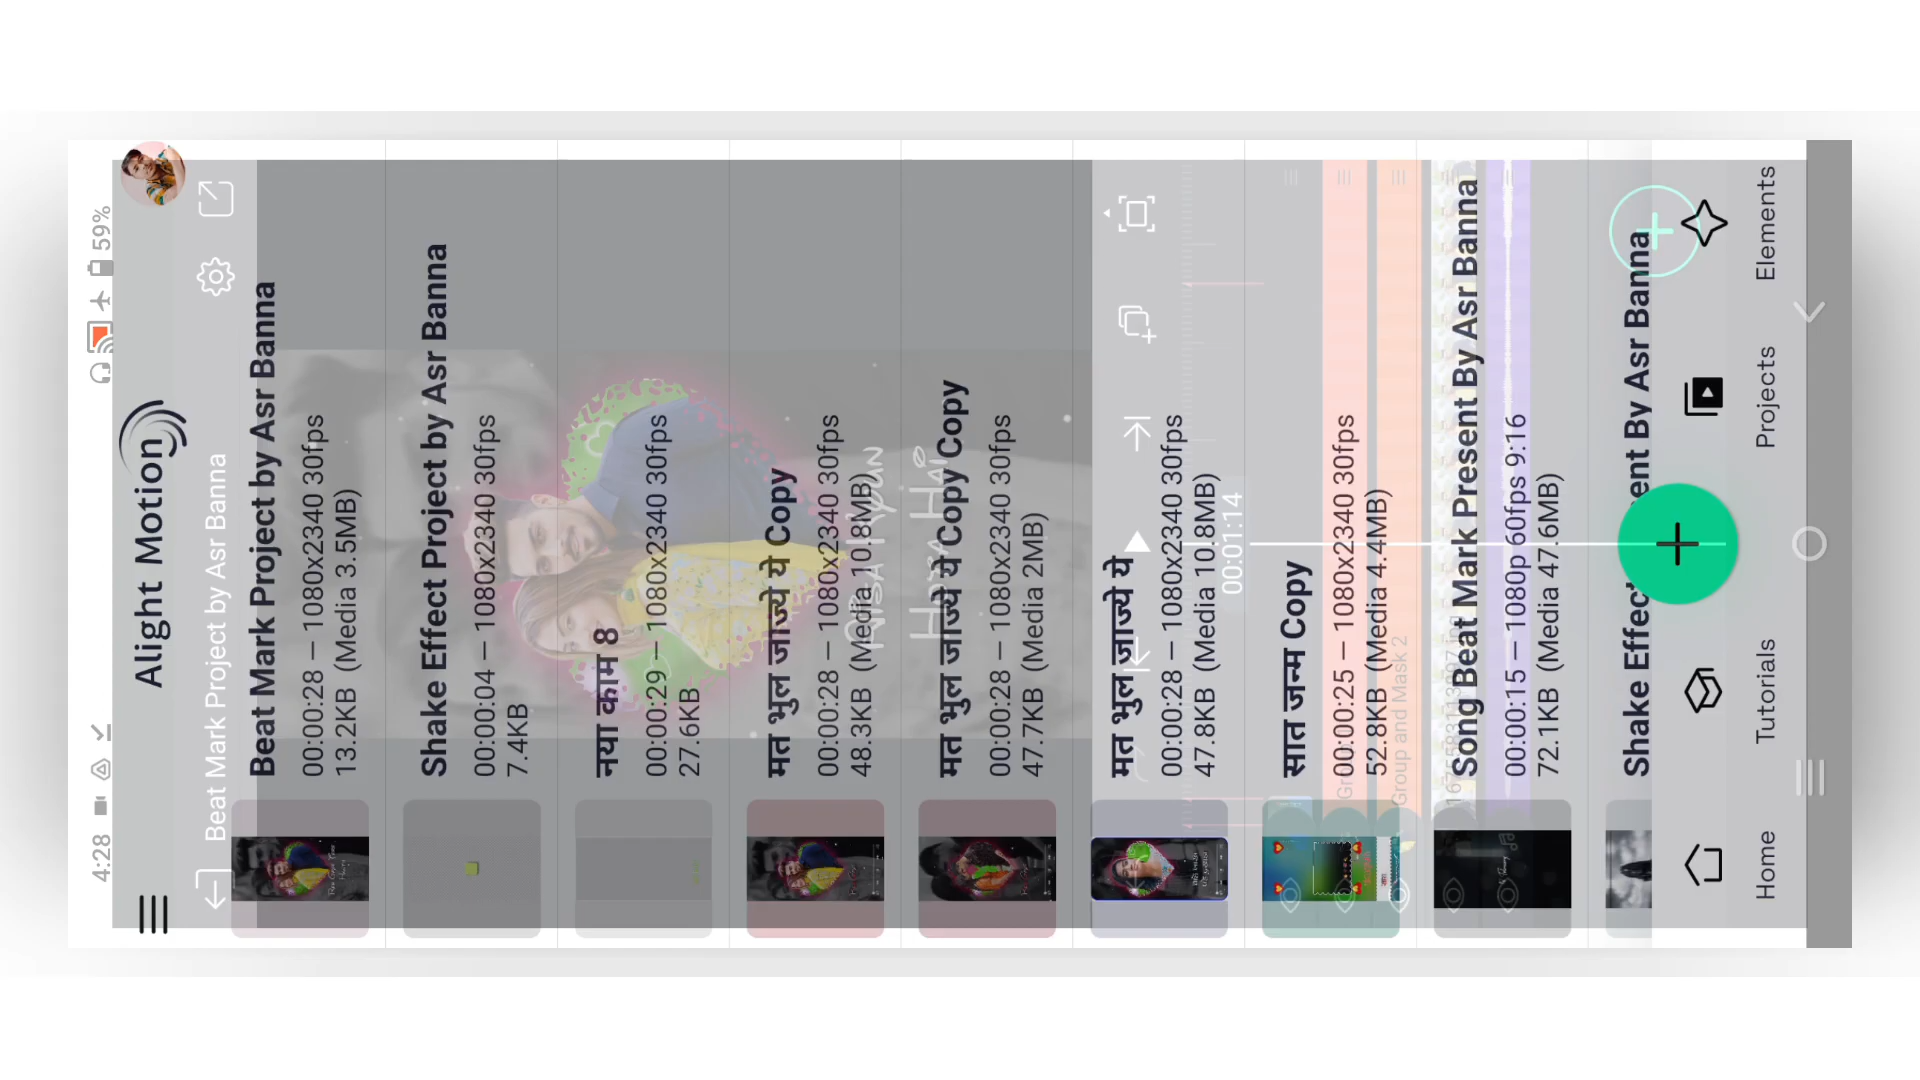 4:28
59%
Alight Motion
Beat Mark Project by Asr Banna
Beat Mark Project by Asr Banna
00:00:28 – 1080x2340 30fps
13.2KB (Media 3.5MB)
Shake Effect Project by Asr Banna
00:00:04 – 1080x2340 30fps
7.4KB
नया काम 8
00:00:29 – 1080x2340 30fps
27.6KB
मत भुल जाज्ये ये Copy
00:00:28 – 1080x2340 30fps
48.3KB (Media 10.8MB)
मत भुल जाज्ये ये Copy Copy
00:00:28 – 1080x2340 30fps
47.7KB (Media 2MB)
मत भुल जाज्ये ये
00:00:28 – 1080x2340 30fps
47.8KB (Media 10.8MB)
00:01:14
सात जन्म Copy
00:00:25 – 1080x2340 30fps
52.8KB (Media 4.4MB)
Group and Mask 2
Song Beat Mark Present By Asr Banna
00:00:15 – 1080p 60fps 9:16
72.1KB (Media 47.6MB)
Shake Effect Present By Asr Banna
Home
Tutorials
Projects
Elements